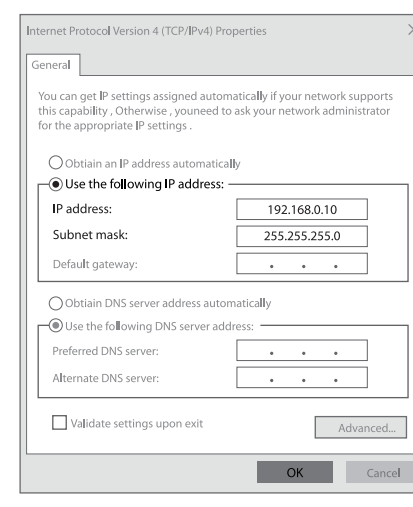 Internet Protocol Version 4 (TCP/IPv4) Properties
General
You can get IP settings assigned automatically if your network supports
this capability , Otherwise , youneed to ask your network administrator
for the appropriate IP settings .
Obtiain an IP address automatically
Use the following IP address:
IP address: 192.168.0.10
Subnet mask: 255.255.255.0
Default gateway: . . .
Obtiain DNS server address automatically
Use the following DNS server address:
Preferred DNS server: . . .
Alternate DNS server: . . .
Validate settings upon exit
Advanced...
OK Cancel